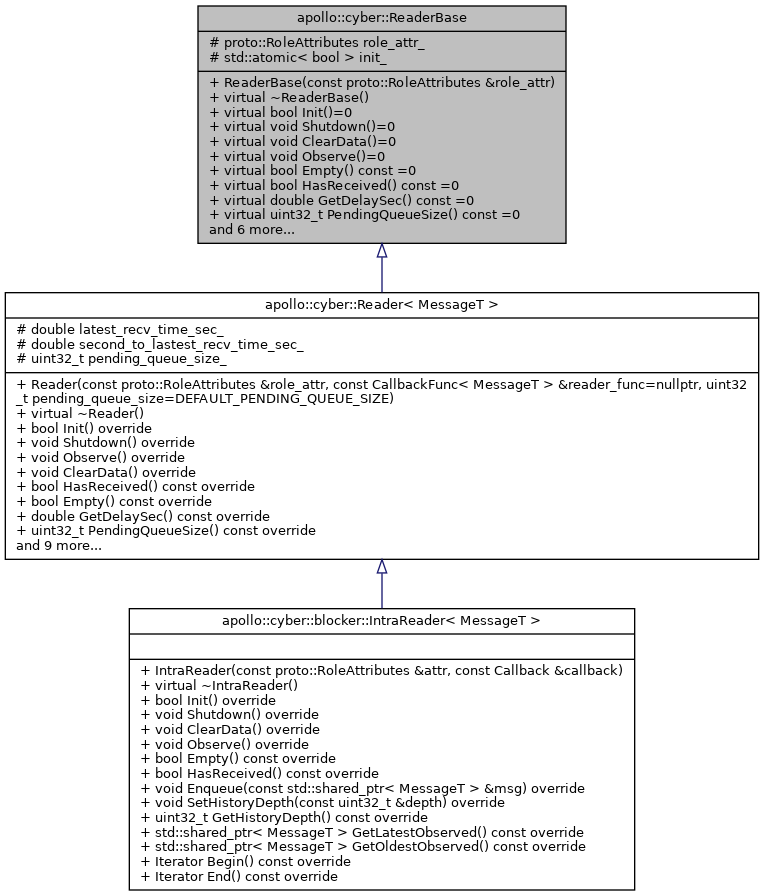 apollo::cyber::ReaderBase
# proto::RoleAttributes role_attr_
# std::atomic< bool > init_
+ ReaderBase(const proto::RoleAttributes &role_attr)
+ virtual ~ReaderBase()
+ virtual bool Init()=0
+ virtual void Shutdown()=0
+ virtual void ClearData()=0
+ virtual void Observe()=0
+ virtual bool Empty() const =0
+ virtual bool HasReceived() const =0
+ virtual double GetDelaySec() const =0
+ virtual uint32_t PendingQueueSize() const =0
and 6 more...
apollo::cyber::Reader< MessageT >
# double latest_recv_time_sec_
# double second_to_lastest_recv_time_sec_
# uint32_t pending_queue_size_
+ Reader(const proto::RoleAttributes &role_attr, const CallbackFunc< MessageT > &reader_func=nullptr, uint32
_t pending_queue_size=DEFAULT_PENDING_QUEUE_SIZE)
+ virtual ~Reader()
+ bool Init() override
+ void Shutdown() override
+ void Observe() override
+ void ClearData() override
+ bool HasReceived() const override
+ bool Empty() const override
+ double GetDelaySec() const override
+ uint32_t PendingQueueSize() const override
and 9 more...
apollo::cyber::blocker::IntraReader< MessageT >
+ IntraReader(const proto::RoleAttributes &attr, const Callback &callback)
+ virtual ~IntraReader()
+ bool Init() override
+ void Shutdown() override
+ void ClearData() override
+ void Observe() override
+ bool Empty() const override
+ bool HasReceived() const override
+ void Enqueue(const std::shared_ptr< MessageT > &msg) override
+ void SetHistoryDepth(const uint32_t &depth) override
+ uint32_t GetHistoryDepth() const override
+ std::shared_ptr< MessageT > GetLatestObserved() const override
+ std::shared_ptr< MessageT > GetOldestObserved() const override
+ Iterator Begin() const override
+ Iterator End() const override